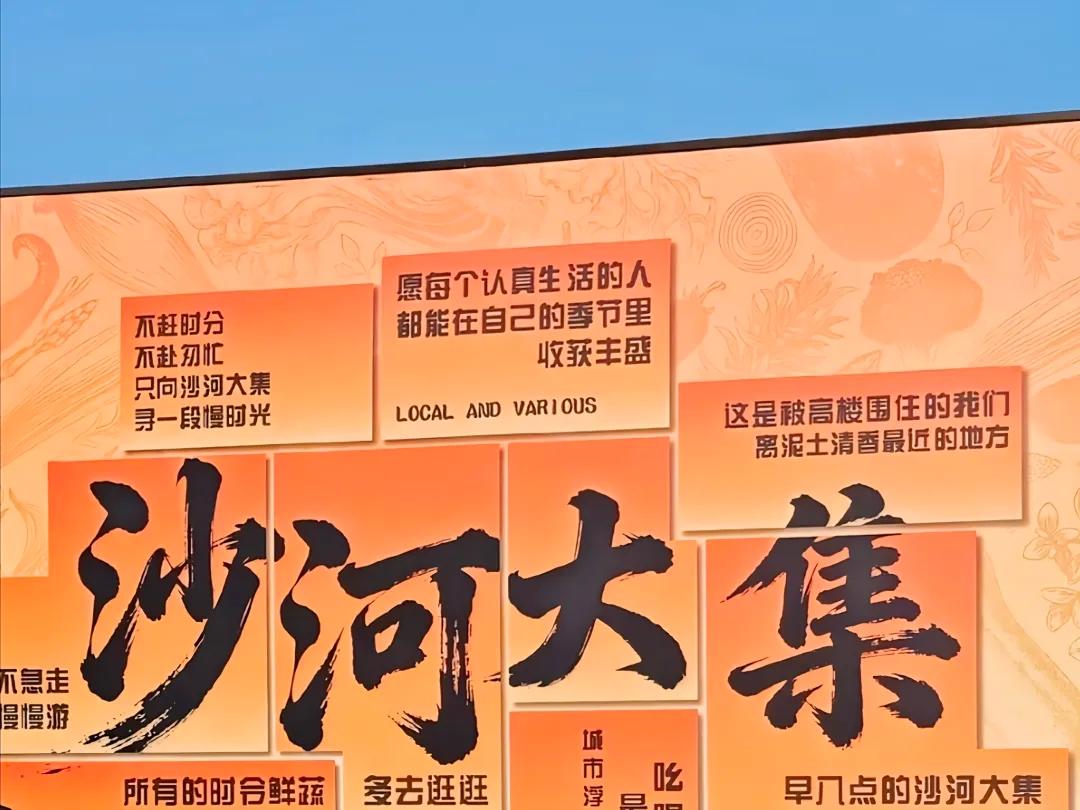 愿每个认真生活的人
都能在自己的季节里
收获丰盛
LOCAL AND VARIOUS
不赶时分
不赴匆忙
只向沙河大集
寻一段慢时光
这是被高楼围住的我们
离泥土清香最近的地方
沙河大集
不急走
慢慢游
所有的时令鲜蔬
多去逛逛
城市浮
早八点的沙河大集